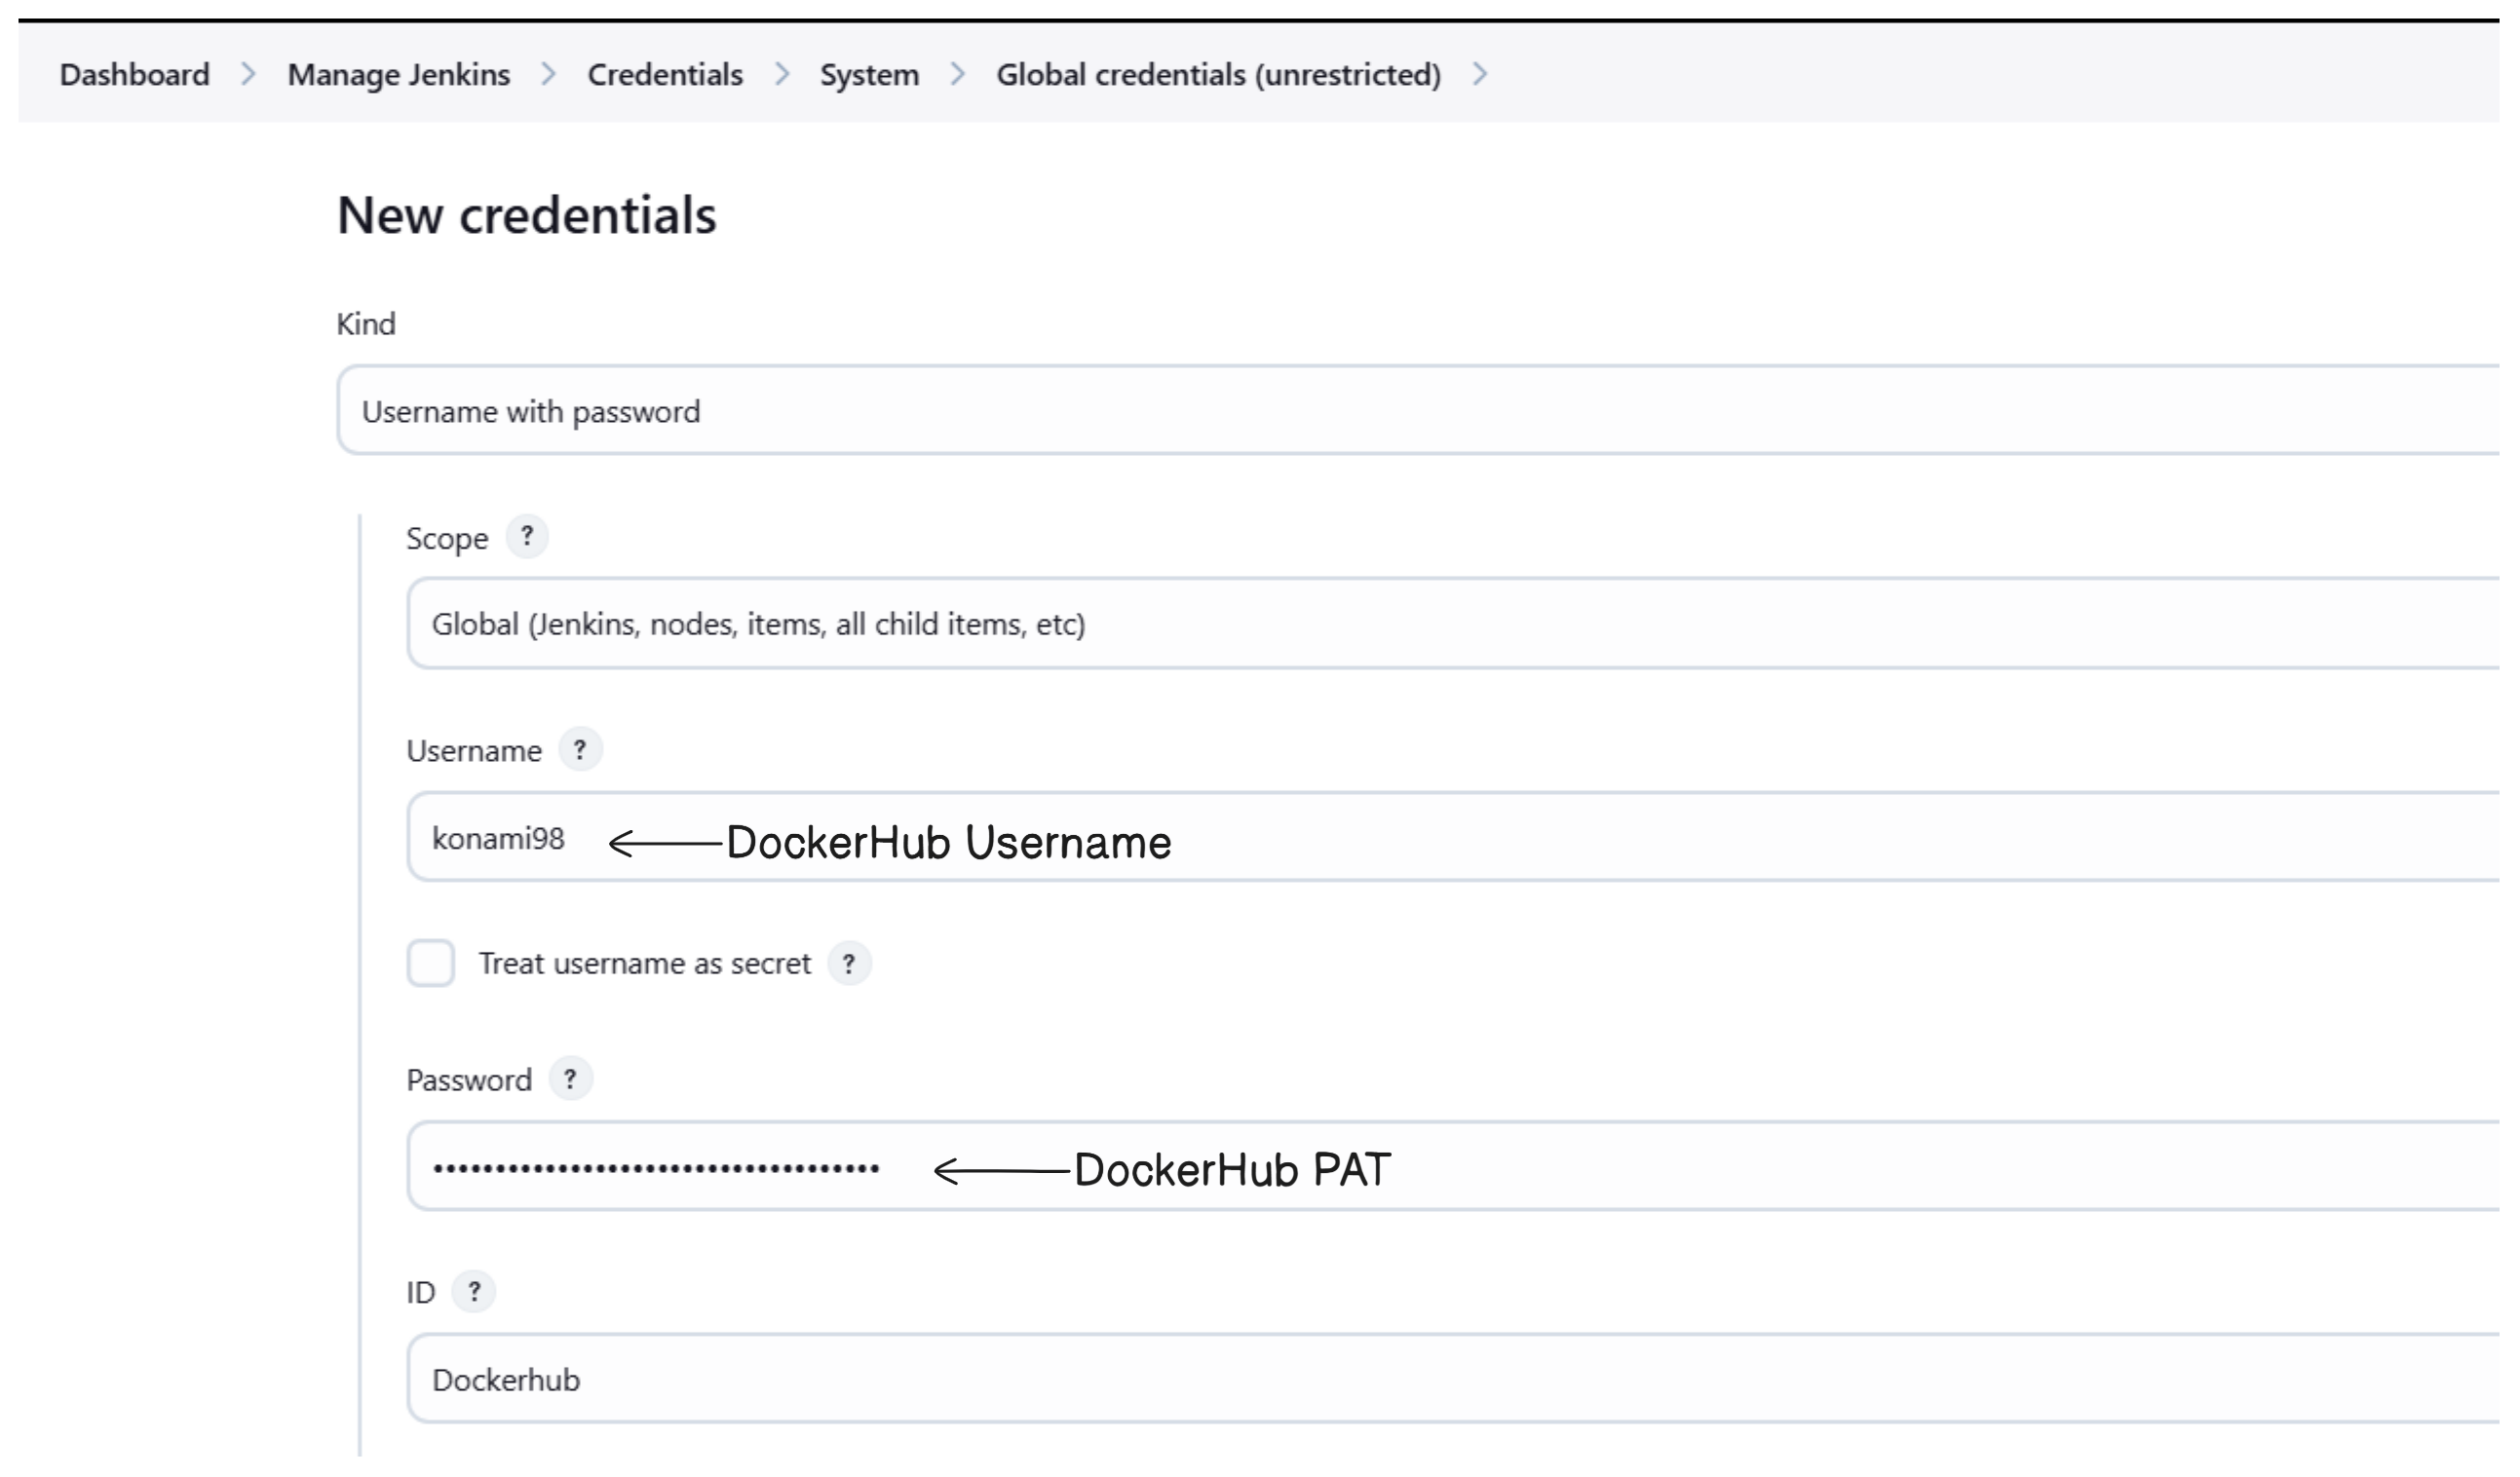 Dashboard > Manage Jenkins > Credentials > System > Global credentials (unrestricted) >
New credentials
Kind
Username with password
Scope ?
Global (Jenkins, nodes, items, all child items, etc)
Username ?
konami98 DockerHub Username
Treat username as secret ?
Password ?
•••••••••••••••••••••••••••••••••••• DockerHub PAT
ID ?
Dockerhub